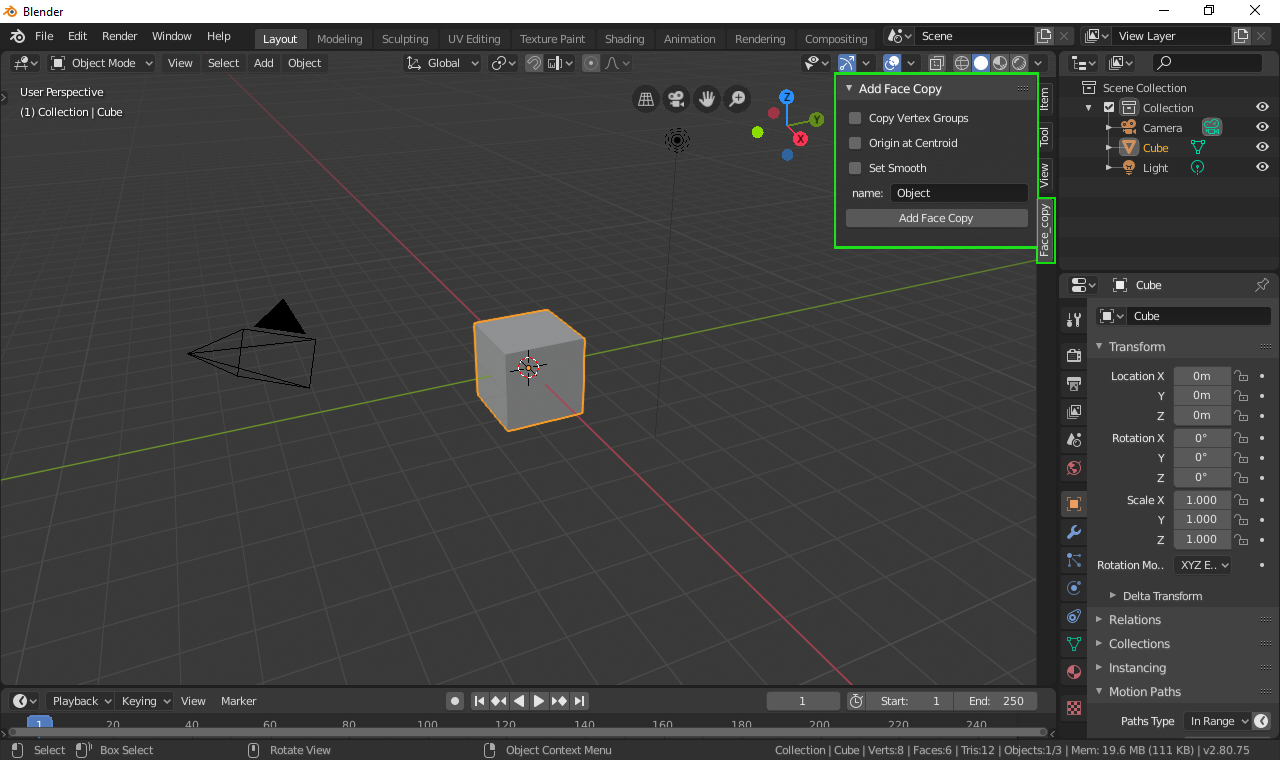 Blender
File Edit Render Window Help Layout Modeling Sculpting UV Editing Texture Paint Shading Animation Rendering Compositing Scene View Layer
Object Mode View Select Add Object Global
User Perspective
(1) Collection | Cube
Z
Y
X
Add Face Copy
Copy Vertex Groups
Origin at Centroid
Set Smooth
name: Object
Add Face Copy
Item
Tool
View
Face_copy
Scene Collection
Collection
Camera
Cube
Light
Cube
Cube
Transform
Location X 0m
Y 0m
Z 0m
Rotation X 0°
Y 0°
Z 0°
Scale X 1.000
Y 1.000
Z 1.000
Rotation Mo.. XYZ E..
Delta Transform
Relations
Collections
Instancing
Motion Paths
Paths Type In Range
Playback Keying View Marker 1 Start: 1 End: 250
1 20 40 60 80 100 120 140 160 180 200 220 240
Select Box Select Rotate View Object Context Menu Collection | Cube | Verts:8 | Faces:6 | Tris:12 | Objects:1/3 | Mem: 19.6 MB (111 KB) | v2.80.75